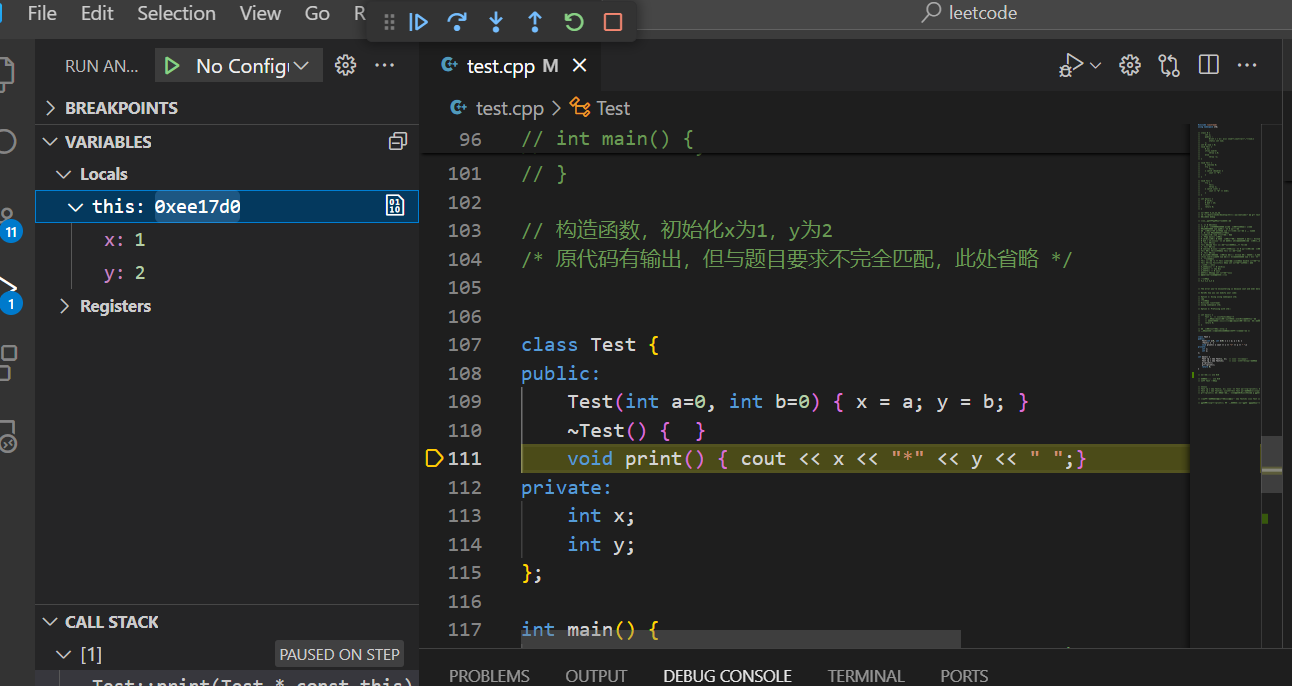 File Edit Selection View Go R
leetcode
RUN AN... No Config
BREAKPOINTS
VARIABLES
Locals
this: 0xee17d0
x: 1
y: 2
Registers
CALL STACK
[1] PAUSED ON STEP
Test::print(Test * const this)
11
1
test.cpp M
test.cpp > Test
96 // int main() {
101 // }
102
103 // 构造函数，初始化x为1，y为2
104 /* 原代码有输出，但与题目要求不完全匹配，此处省略 */
105
106
107 class Test {
108 public:
109 Test(int a=0, int b=0) { x = a; y = b; }
110 ~Test() {  }
111 void print() { cout << x << "*" << y << " ";}
112 private:
113 int x;
114 int y;
115 };
116
117 int main() {
PROBLEMS OUTPUT DEBUG CONSOLE TERMINAL PORTS